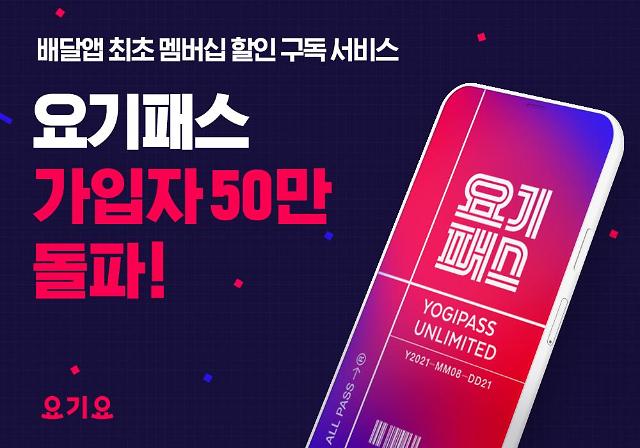 배달앱 최초 멤버십 할인 구독 서비스
요기패스
가입자 50만
돌파!
요기
패스
YOGIPASS
UNLIMITED
Y2021-MM08-DD21
ALL PASS →®
요기요